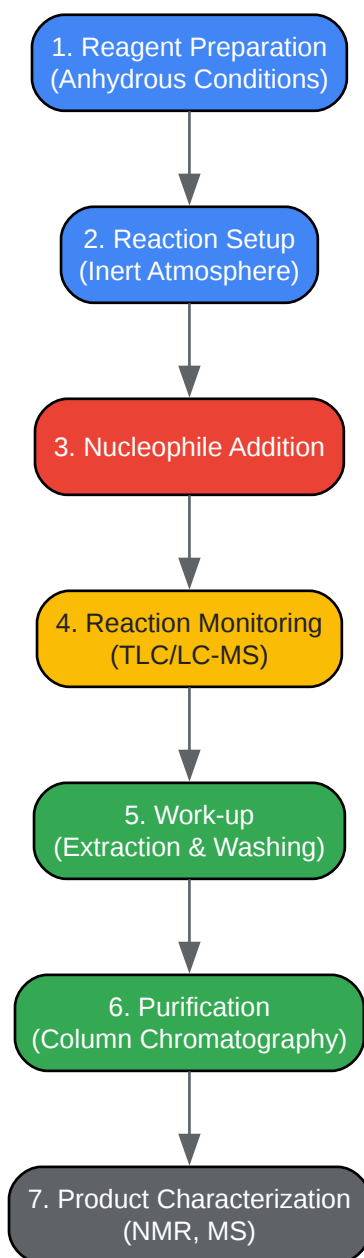 1. Reagent Preparation
(Anhydrous Conditions)
2. Reaction Setup
(Inert Atmosphere)
3. Nucleophile Addition
4. Reaction Monitoring
(TLC/LC-MS)
5. Work-up
(Extraction & Washing)
6. Purification
(Column Chromatography)
7. Product Characterization
(NMR, MS)